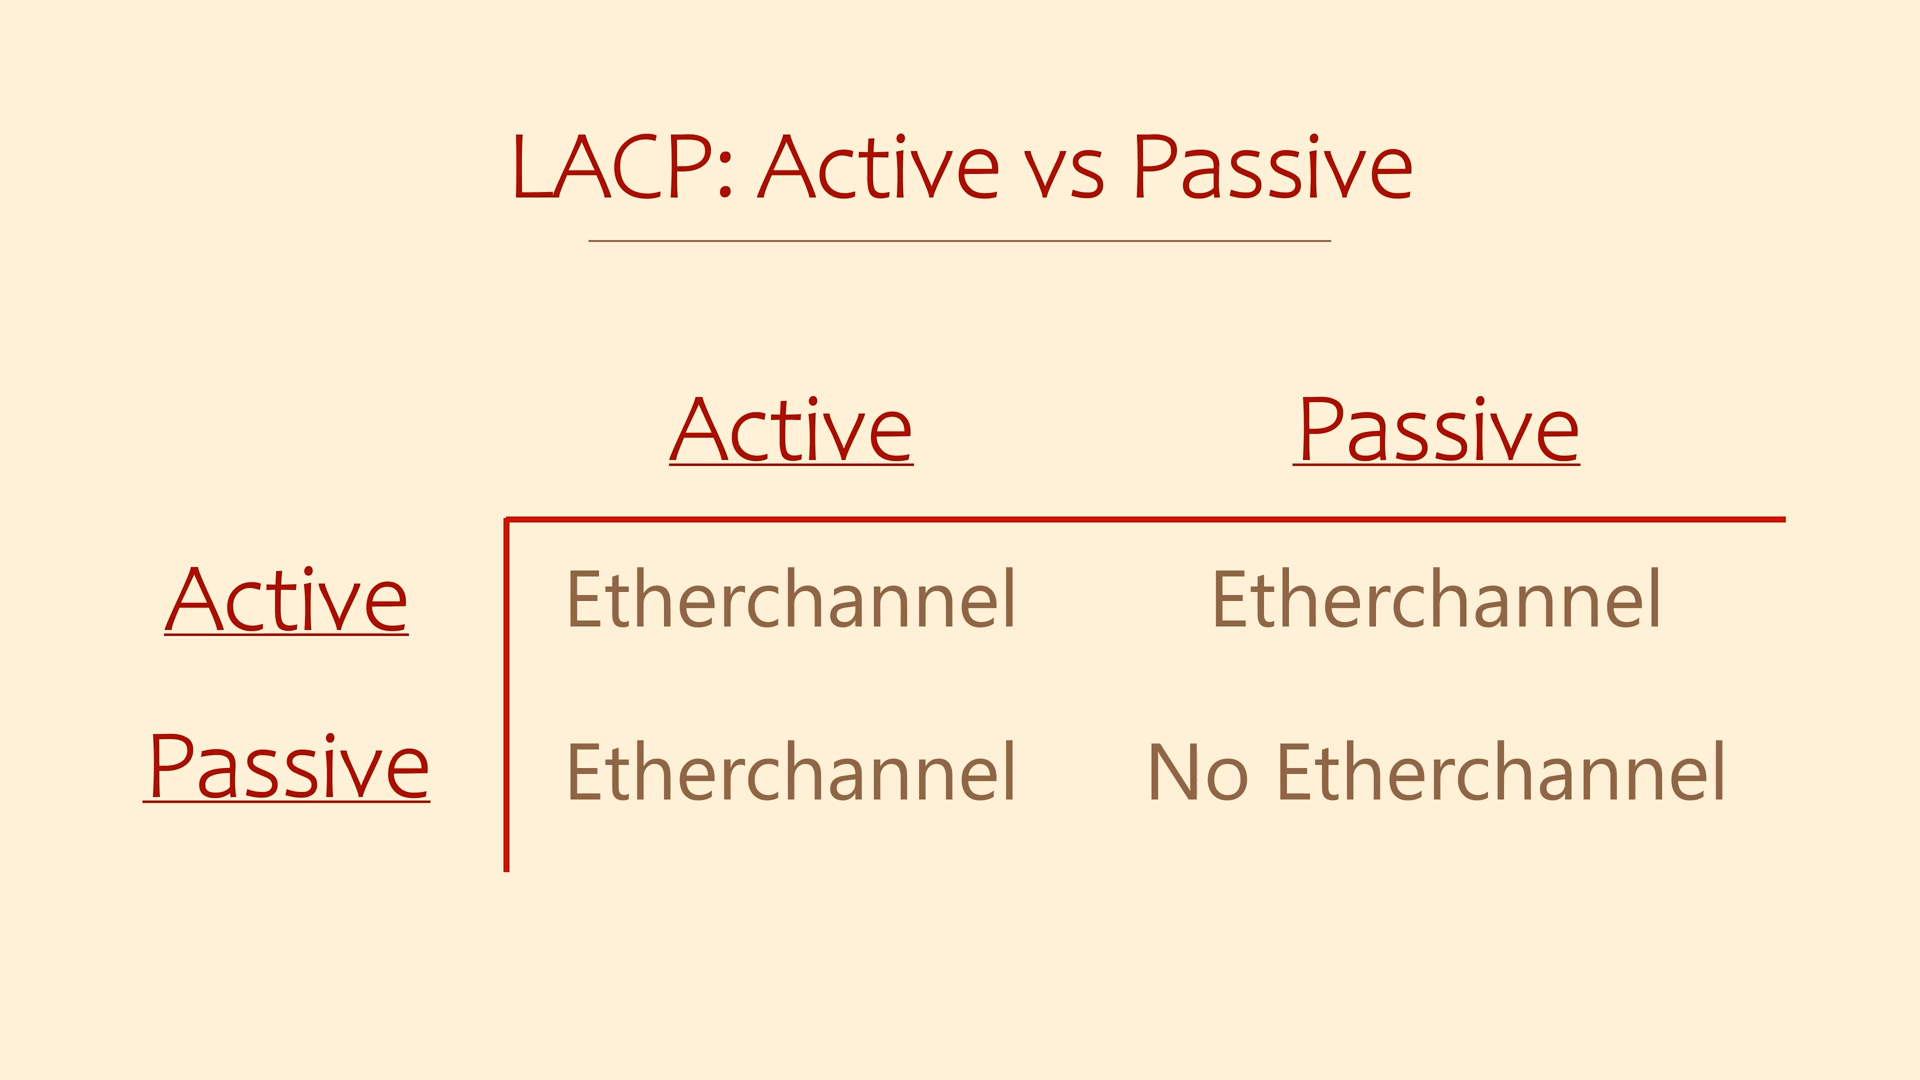 LACP: Active vs Passive
Active Passive
Active Etherchannel Etherchannel
Passive Etherchannel No Etherchannel